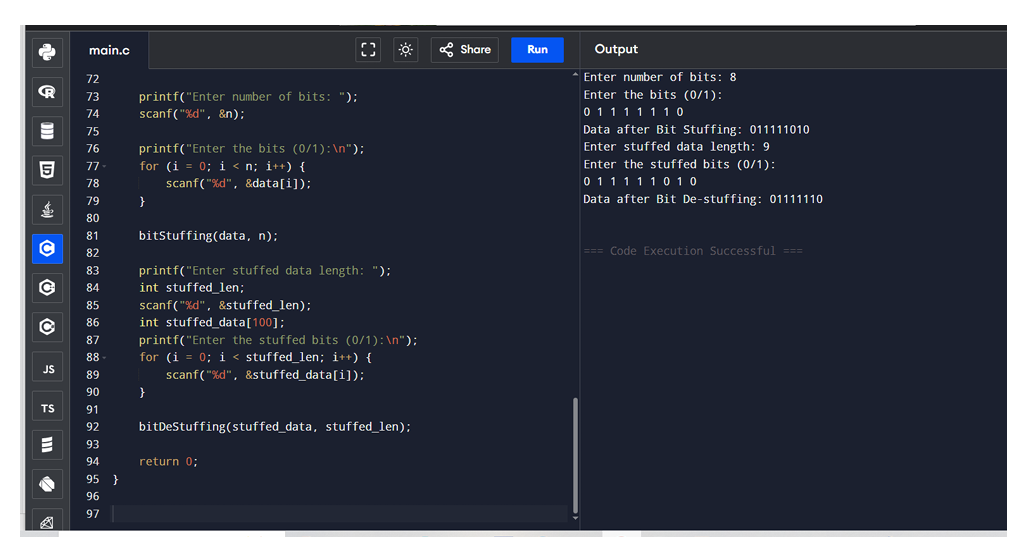 main.c
Share
Run
Output
72
73 printf("Enter number of bits: ");
74 scanf("%d", &n);
75
76 printf("Enter the bits (0/1):\n");
77 for (i = 0; i < n; i++) {
78 scanf("%d", &data[i]);
79 }
80
81 bitStuffing(data, n);
82
83 printf("Enter stuffed data length: ");
84 int stuffed_len;
85 scanf("%d", &stuffed_len);
86 int stuffed_data[100];
87 printf("Enter the stuffed bits (0/1):\n");
88 for (i = 0; i < stuffed_len; i++) {
89 scanf("%d", &stuffed_data[i]);
90 }
91
92 bitDeStuffing(stuffed_data, stuffed_len);
93
94 return 0;
95 }
96
97
Enter number of bits: 8
Enter the bits (0/1):
0 1 1 1 1 1 1 0
Data after Bit Stuffing: 011111010
Enter stuffed data length: 9
Enter the stuffed bits (0/1):
0 1 1 1 1 1 0 1 0
Data after Bit De-stuffing: 01111110
=== Code Execution Successful ===
R
5
C
C
C
JS
TS